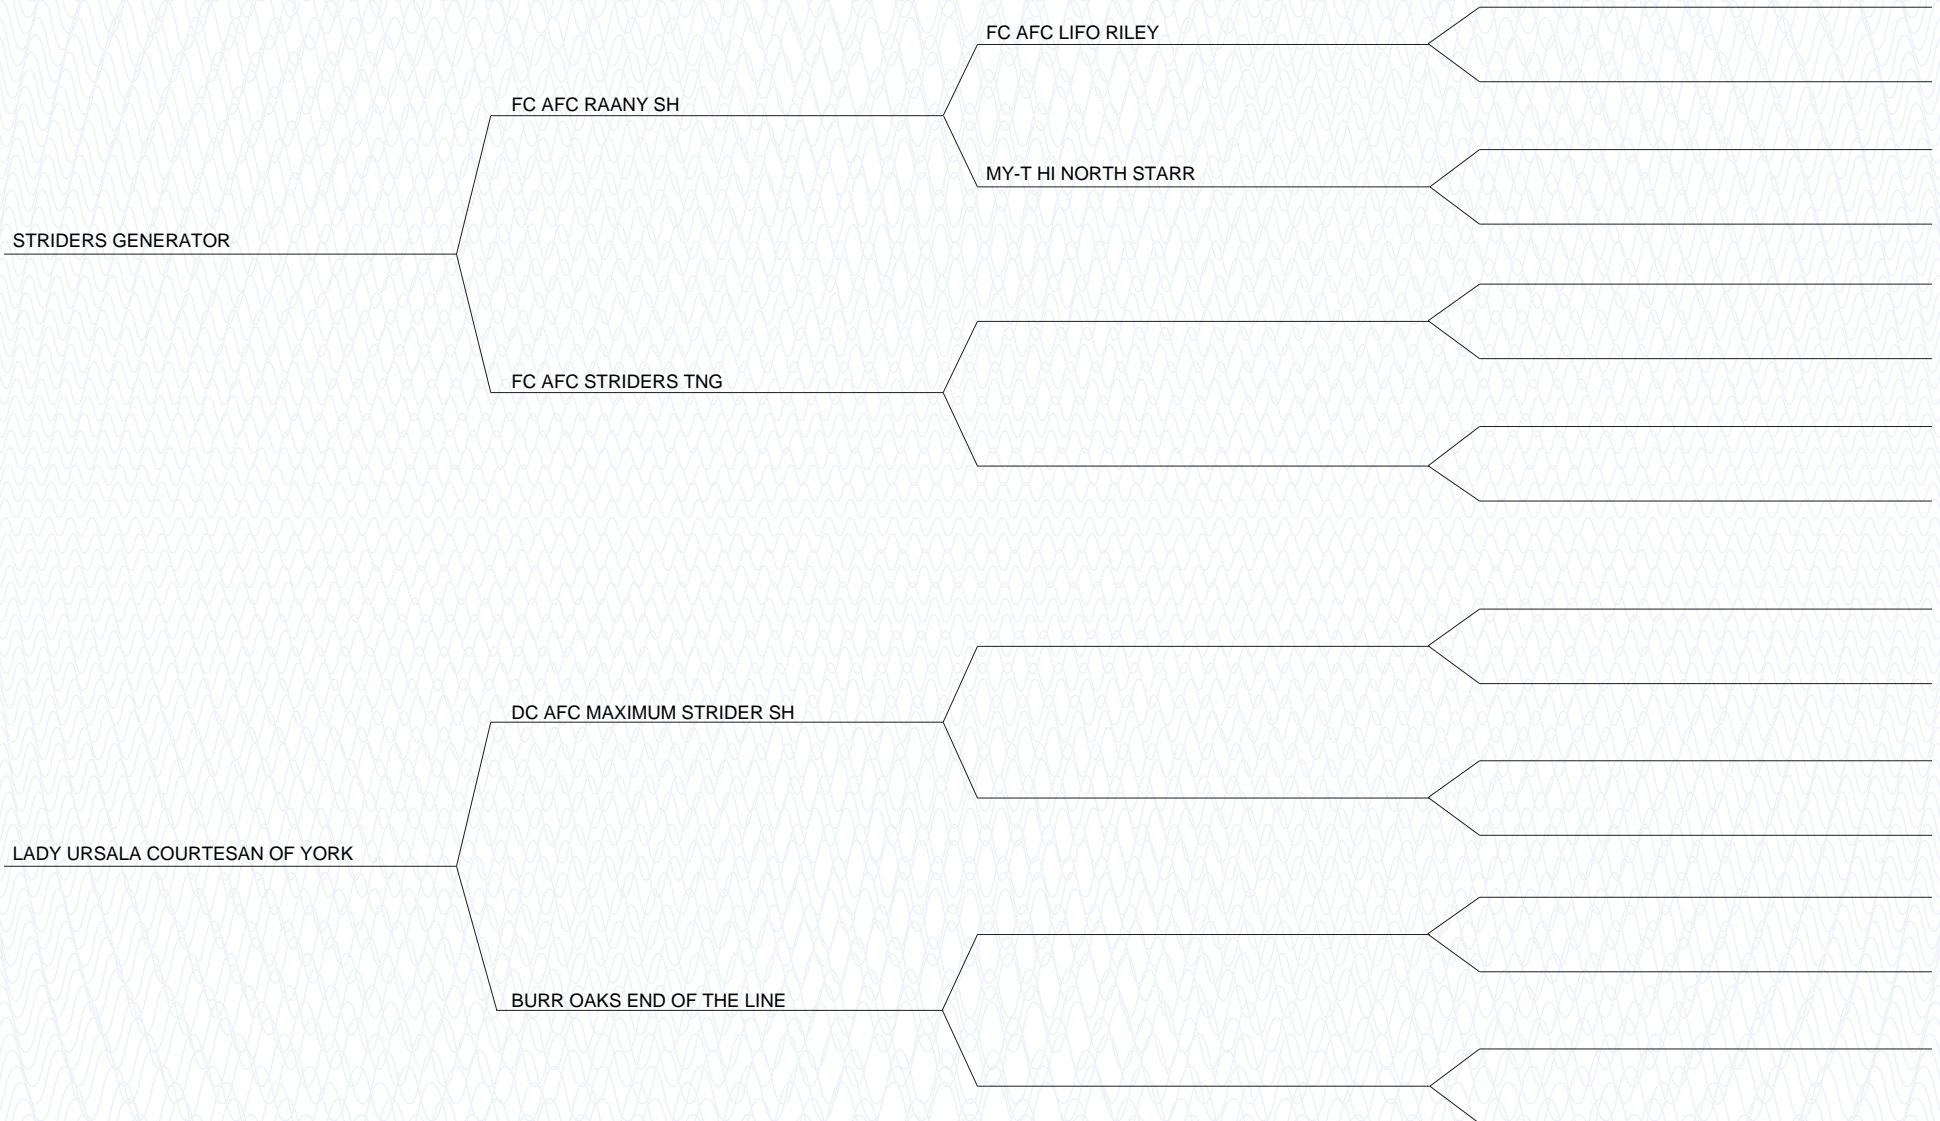 FC AFC LIFO RILEY
FC AFC RAANY SH
MY-T HI NORTH STARR
STRIDERS GENERATOR
FC AFC STRIDERS TNG
DC AFC MAXIMUM STRIDER SH
LADY URSALA COURTESAN OF YORK
BURR OAKS END OF THE LINE